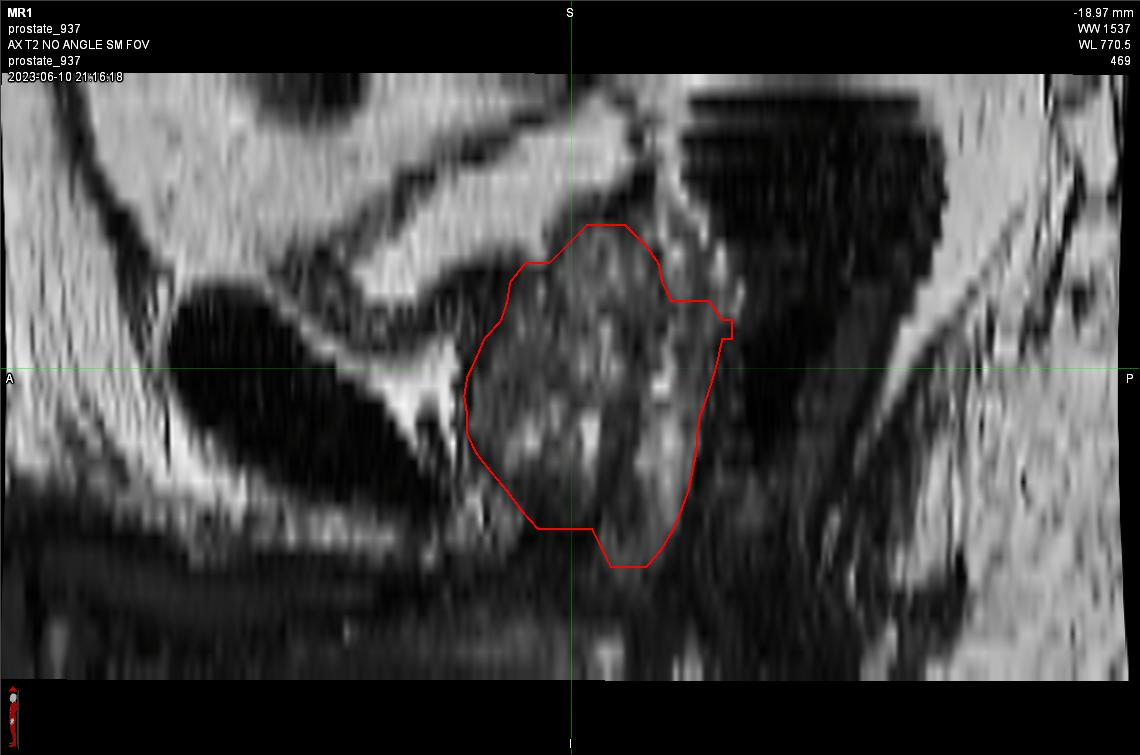 MR1
prostate_937
AX T2 NO ANGLE SM FOV
prostate_937
2023-06-10 21:16:18
S
-18.97 mm
WW 1537
WL 770.5
469
A
P
I